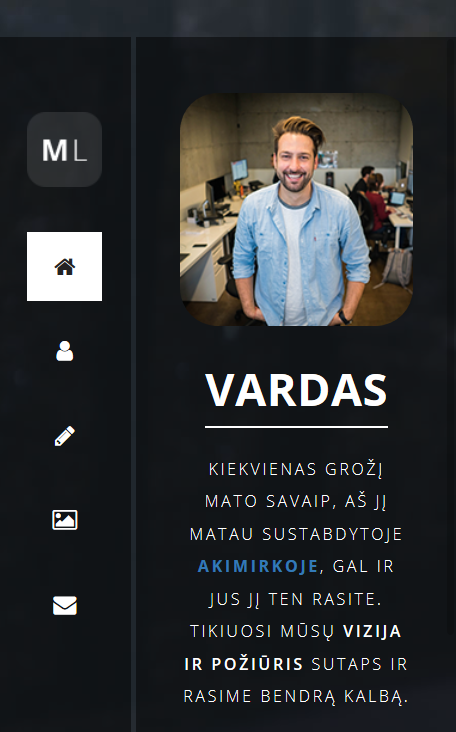 ML
VARDAS
KIEKVIENAS GROŽĮ
MATO SAVAIP, AŠ JĮ
MATAU SUSTABDYTOJE
AKIMIRKOJE, GAL IR
JUS JĮ TEN RASITE.
TIKIUOSI MŪSŲ VIZIJA
IR POŽIŪRIS SUTAPS IR
RASIME BENDRĄ KALBĄ.